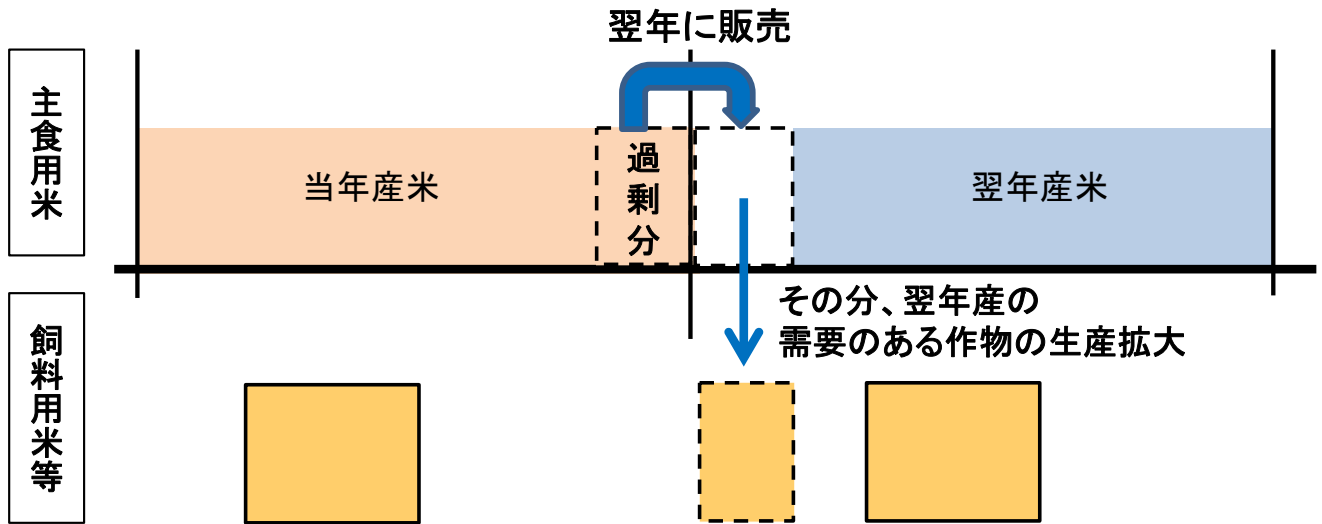 翌年に販売
主食用米
当年産米
過剰分
翌年産米
その分、翌年産の
需要のある作物の生産拡大
飼料用米等